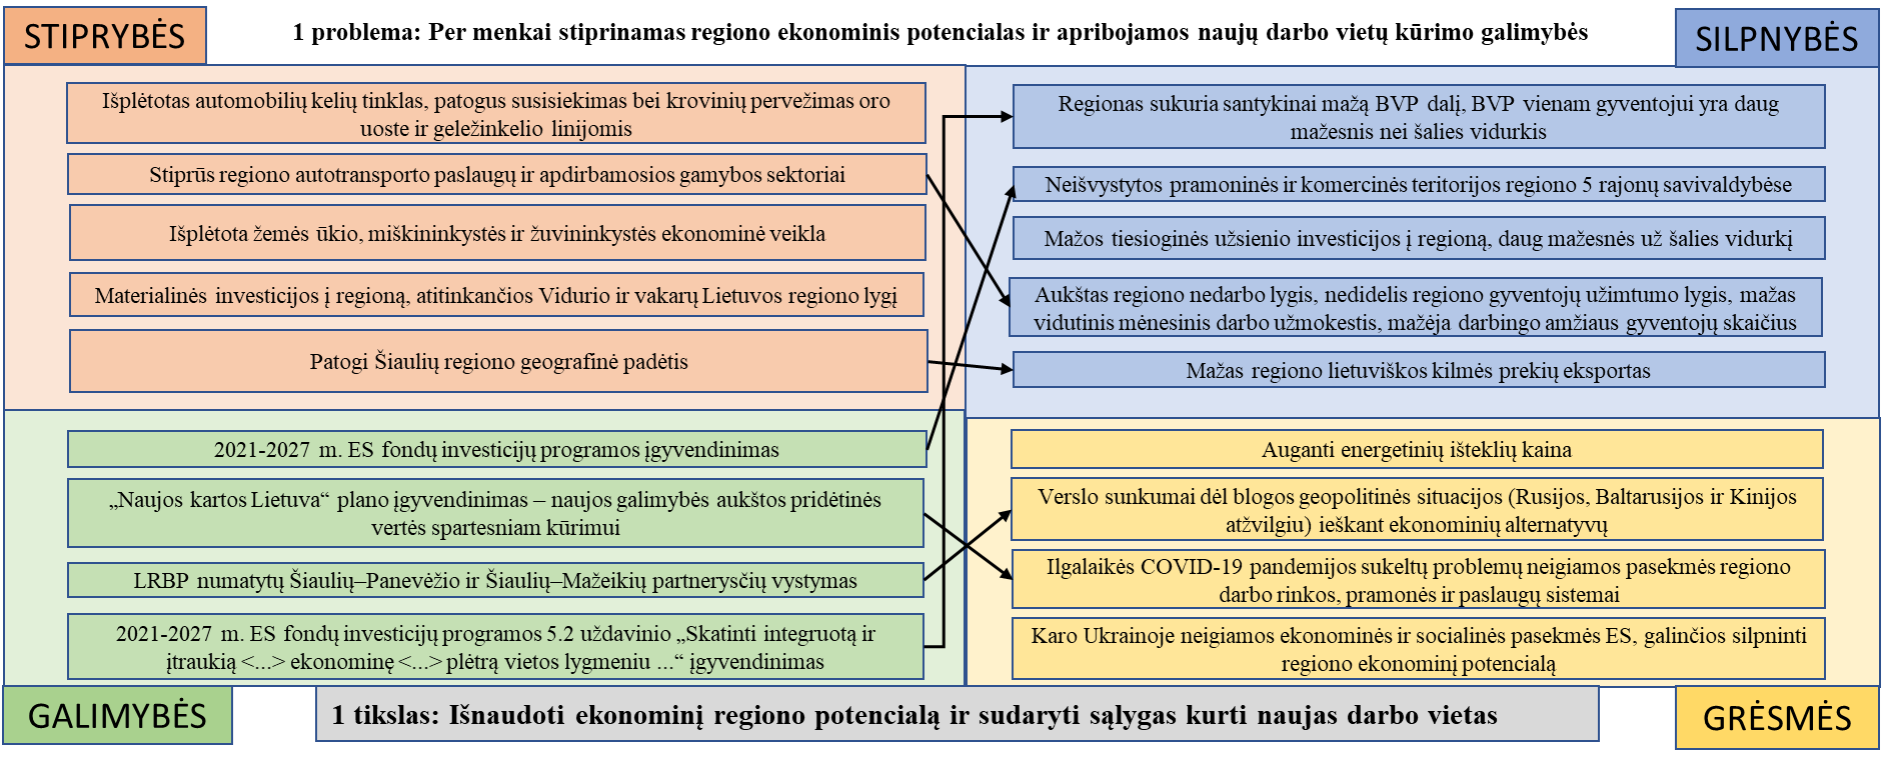 STIPRYBĖS
1 problema: Per menkai stiprinamas regiono ekonominis potencialas ir apribojamos naujų darbo vietų kūrimo galimybės
SILPNYBĖS
Išplėtotas automobilių kelių tinklas, patogus susisiekimas bei krovinių pervežimas oro
uoste ir geležinkelio linijomis
Stiprūs regiono autotransporto paslaugų ir apdirbamosios gamybos sektoriai
Išplėtota žemės ūkio, miškininkystės ir žuvininkystės ekonominė veikla
Materialinės investicijos į regioną, atitinkančios Vidurio ir vakarų Lietuvos regiono lygį
Patogi Šiaulių regiono geografinė padėtis
Regionas sukuria santykinai mažą BVP dalį, BVP vienam gyventojui yra daug
mažesnis nei šalies vidurkis
Neišvystytos pramoninės ir komercinės teritorijos regiono 5 rajonų savivaldybėse
Mažos tiesioginės užsienio investicijos į regioną, daug mažesnės už šalies vidurkį
Aukštas regiono nedarbo lygis, nedidelis regiono gyventojų užimtumo lygis, mažas
vidutinis mėnesinis darbo užmokestis, mažėja darbingo amžiaus gyventojų skaičius
Mažas regiono lietuviškos kilmės prekių eksportas
2021-2027 m. ES fondų investicijų programos įgyvendinimas
„Naujos kartos Lietuva“ plano įgyvendinimas – naujos galimybės aukštos pridėtinės
vertės spartesniam kūrimui
LRBP numatytų Šiaulių–Panevėžio ir Šiaulių–Mažeikių partnerysčių vystymas
2021-2027 m. ES fondų investicijų programos 5.2 uždavinio „Skatinti integruotą ir
įtraukią <...> ekonominę <...> plėtrą vietos lygmeniu ...“ įgyvendinimas
Auganti energetinių išteklių kaina
Verslo sunkumai dėl blogos geopolitinės situacijos (Rusijos, Baltarusijos ir Kinijos
atžvilgiu) ieškant ekonominių alternatyvų
Ilgalaikės COVID-19 pandemijos sukeltų problemų neigiamos pasekmės regiono
darbo rinkos, pramonės ir paslaugų sistemai
Karo Ukrainoje neigiamos ekonominės ir socialinės pasekmės ES, galinčios silpninti
regiono ekonominį potencialą
GALIMYBĖS
1 tikslas: Išnaudoti ekonominį regiono potencialą ir sudaryti sąlygas kurti naujas darbo vietas
GRĖSMĖS